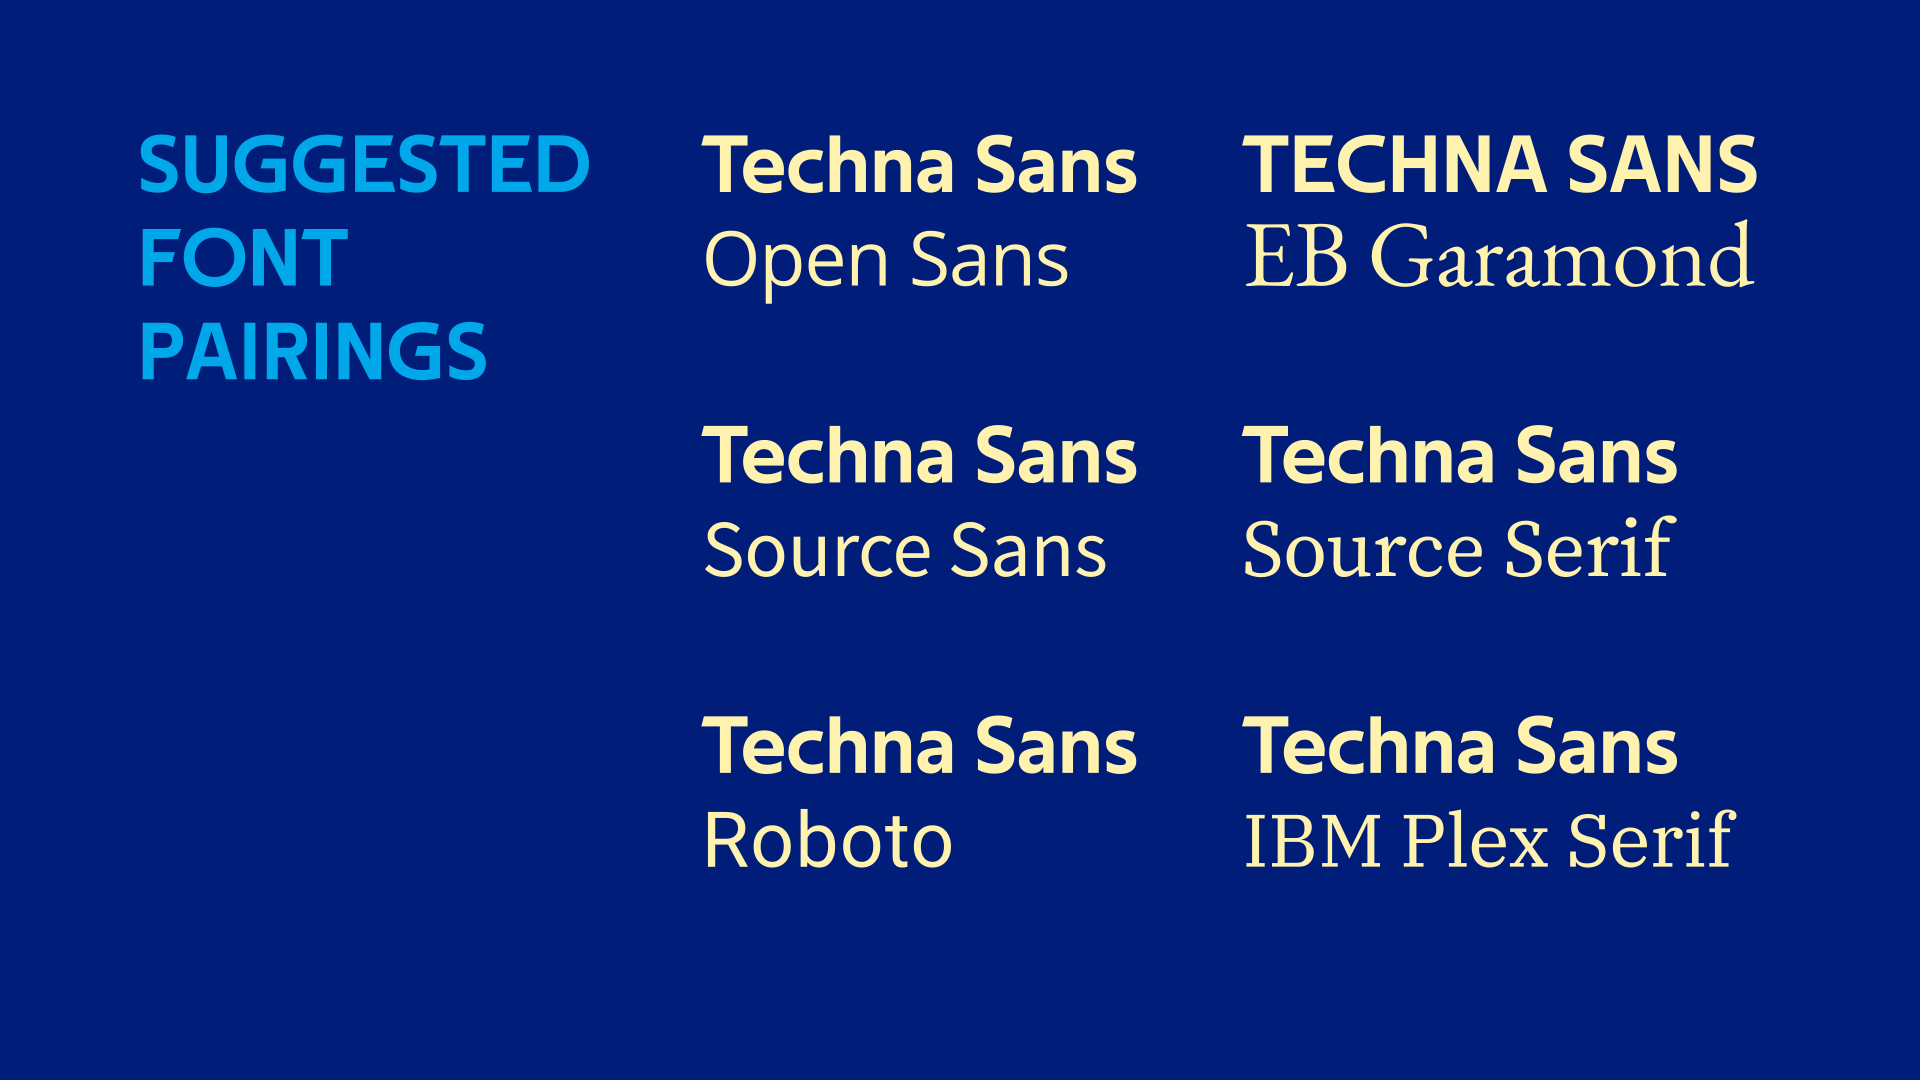 SUGGESTED
FONT
PAIRINGS
Techna Sans
Open Sans
TECHNA SANS
EB Garamond
Techna Sans
Source Sans
Techna Sans
Source Serif
Techna Sans
Roboto
Techna Sans
IBM Plex Serif